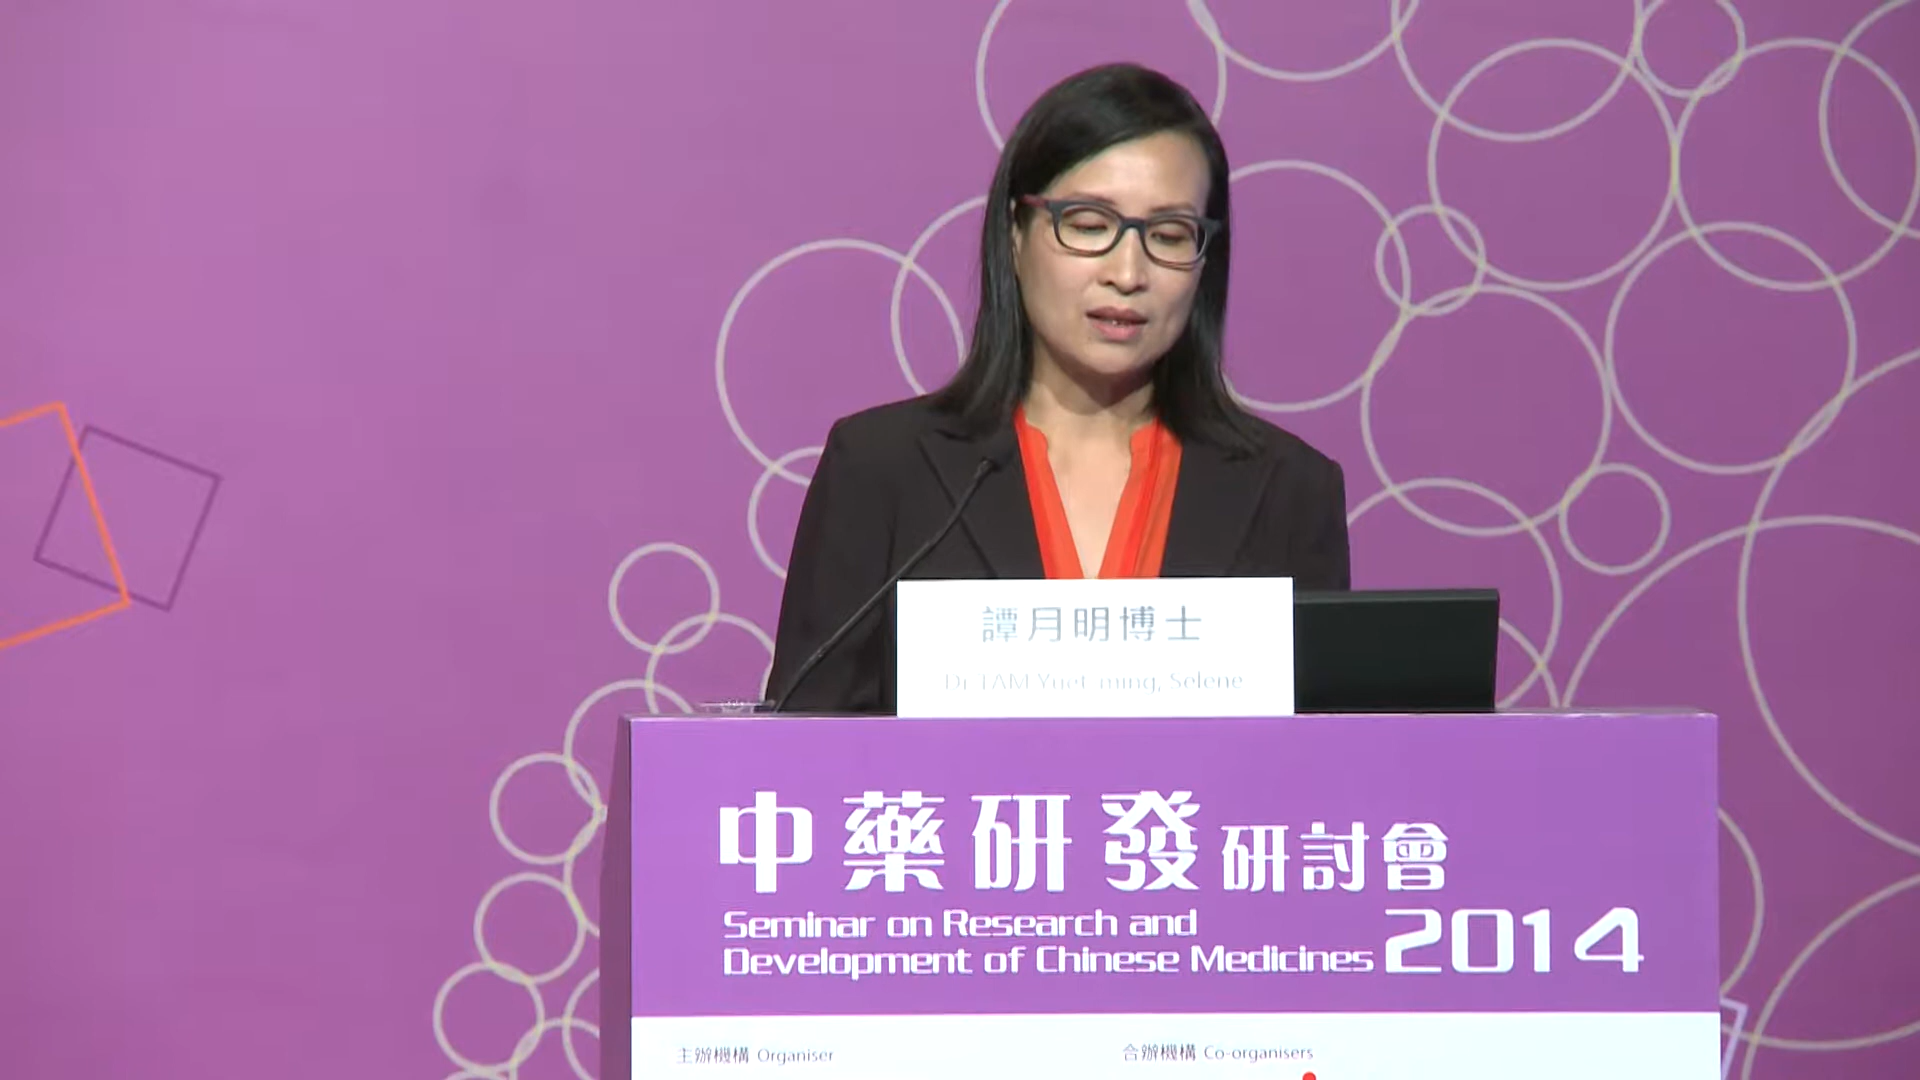 譚月明博士
Dr TAM Yuet-ming, Selene
中藥研發研討會
Seminar on Research and
Development of Chinese Medicines 2014
主辦機構 Organiser
合辦機構 Co-organisers